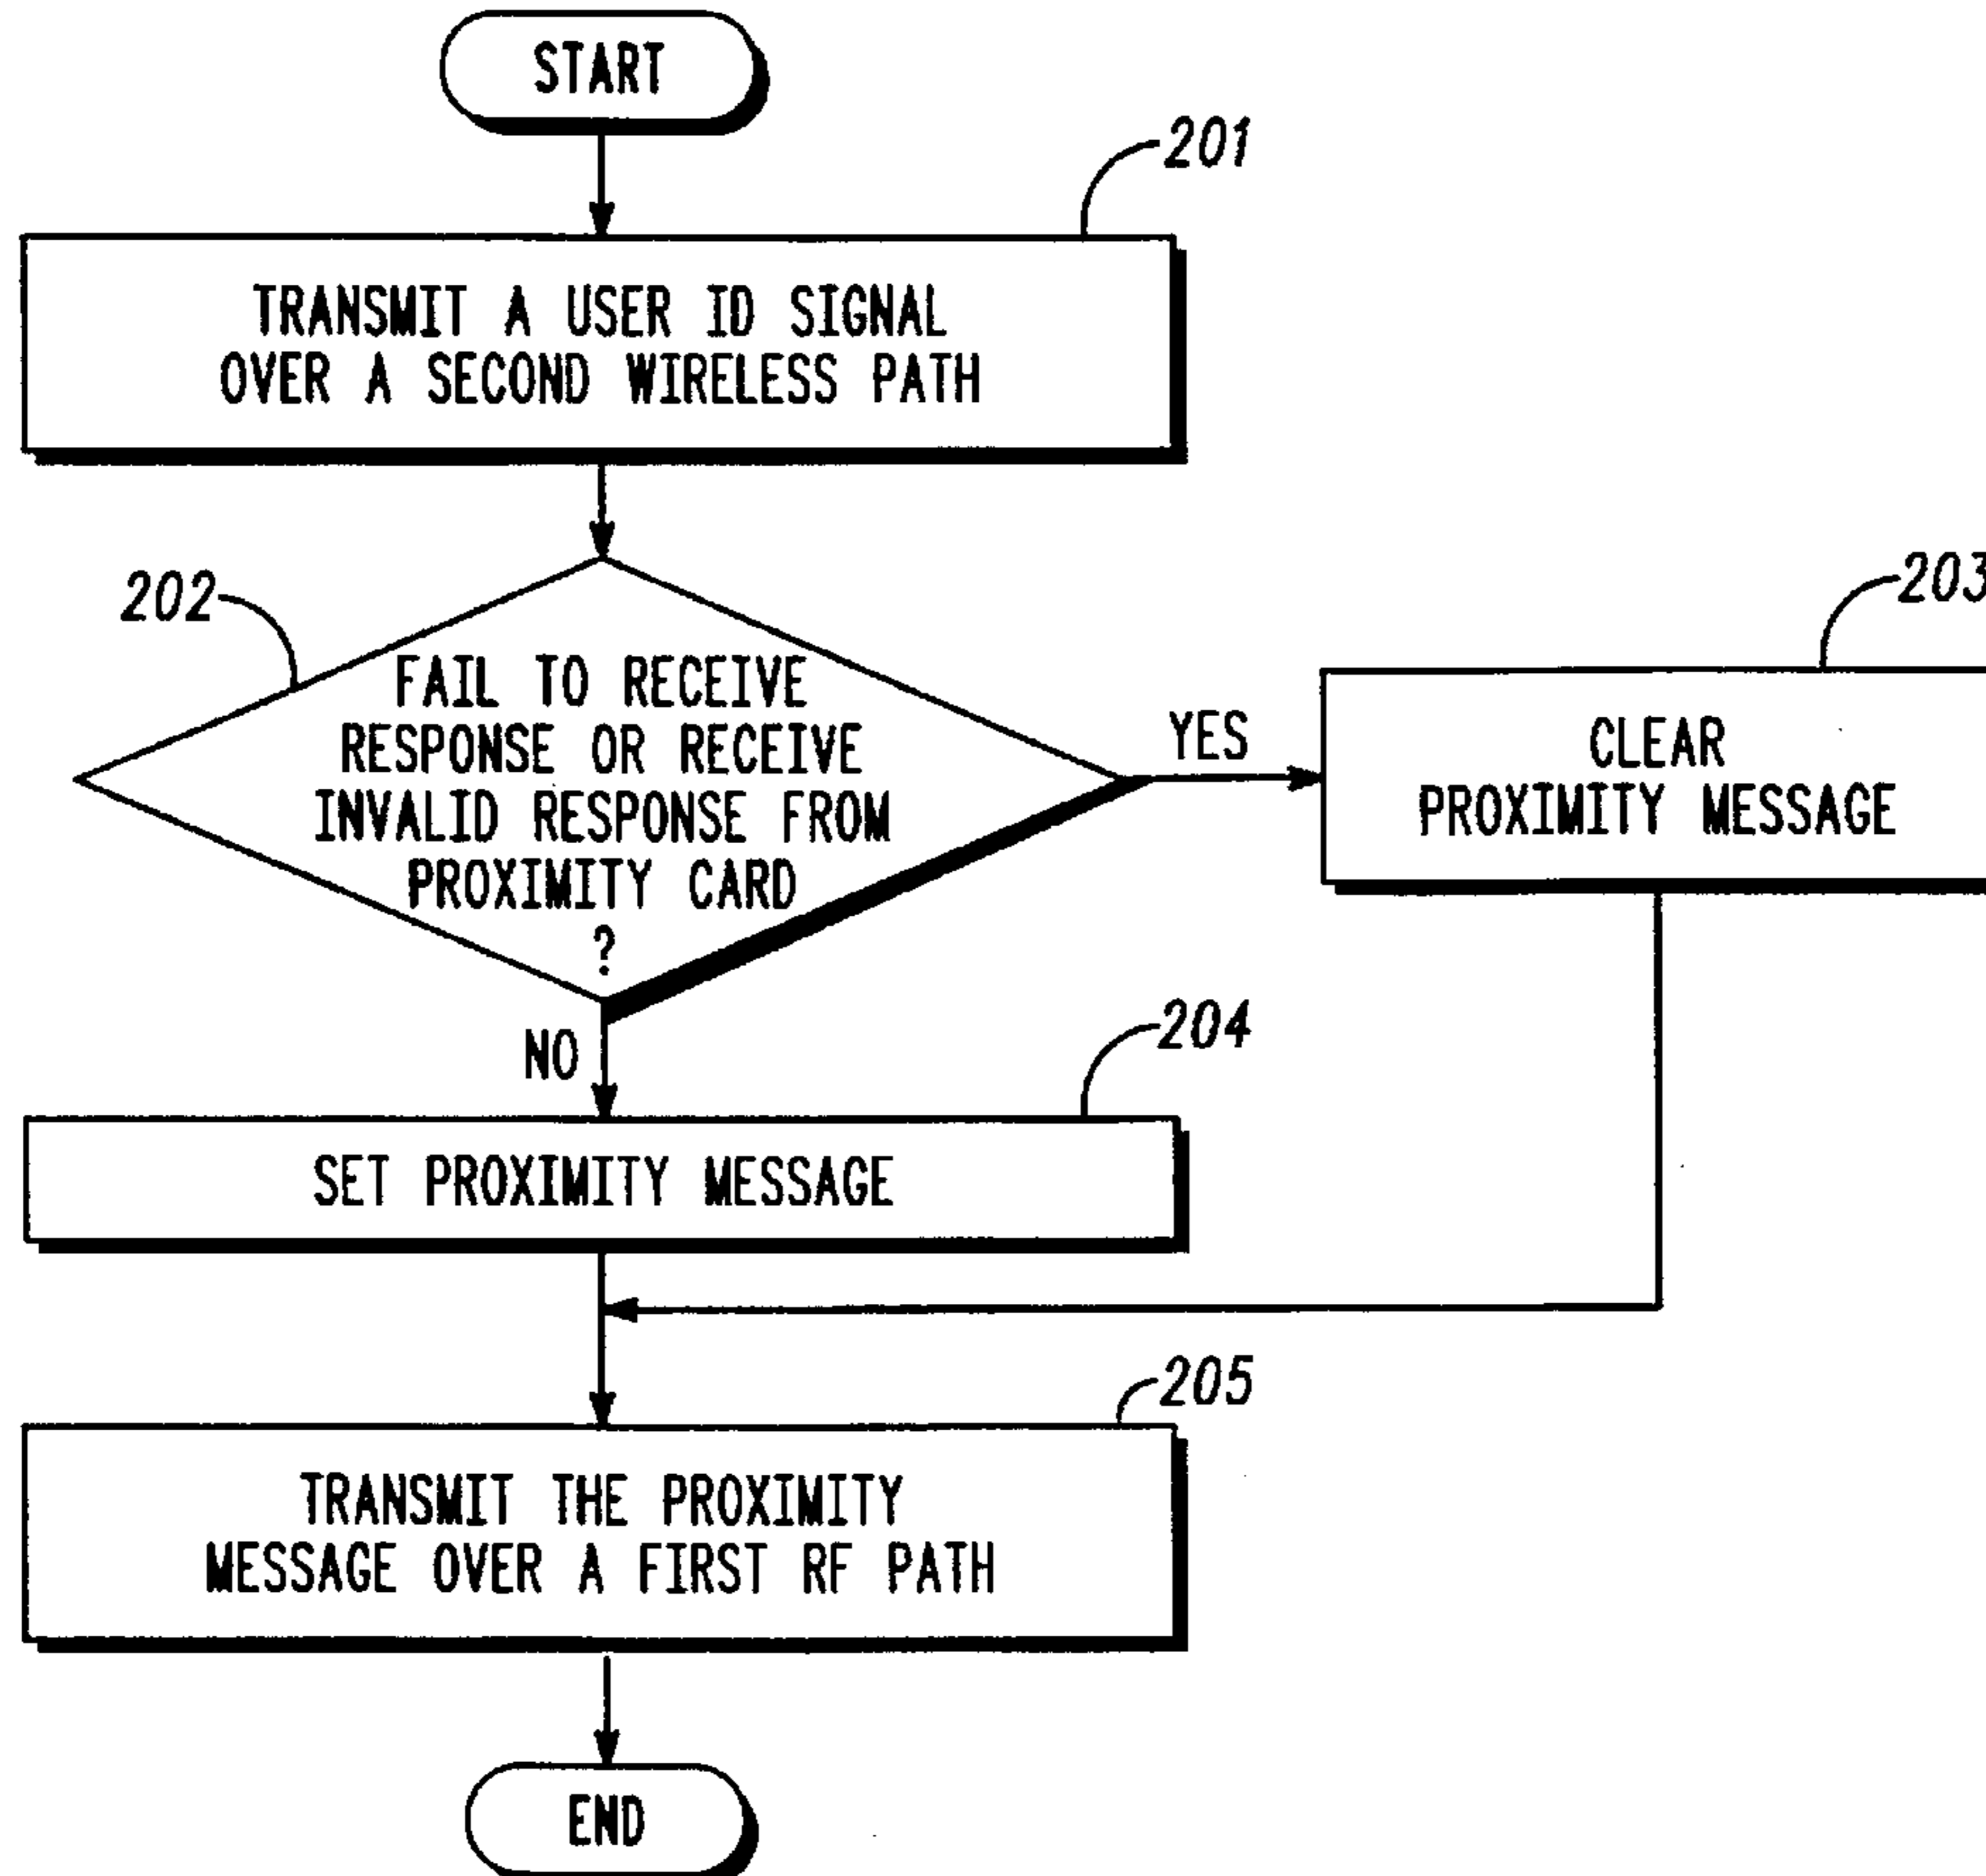 START
201
TRANSMIT A USER ID SIGNAL
OVER A SECOND WIRELESS PATH
202
FAIL TO RECEIVE
RESPONSE OR RECEIVE
INVALID RESPONSE FROM
PROXIMITY CARD
?
YES
203
CLEAR
PROXIMITY MESSAGE
NO
204
SET PROXIMITY MESSAGE
205
TRANSMIT THE PROXIMITY
MESSAGE OVER A FIRST RF PATH
END